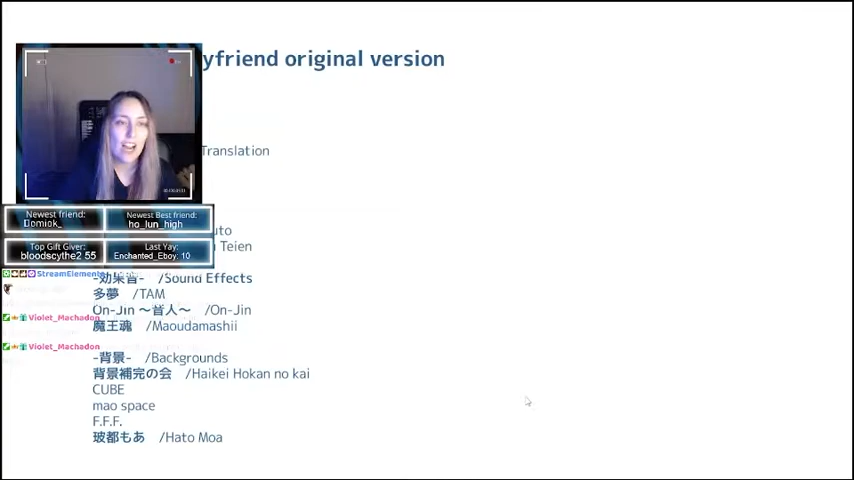 yfriend original version
Translation
uto
Teien
Newest friend:
Domiok_
Newest Best friend:
ho_lun_high
Top Gift Giver:
bloodscythe2 55
Last Yay:
Enchanted_Eboy: 10
StreamElements
-効果音- /Sound Effects
多夢 /TAM
On-Jin ～音人～ /On-Jin
Violet_Machadon
魔王魂 /Maoudamashii
Violet_Machadon
-背景- /Backgrounds
背景補完の会 /Haikei Hokan no kai
CUBE
mao space
F.F.F.
玻都もあ /Hato Moa